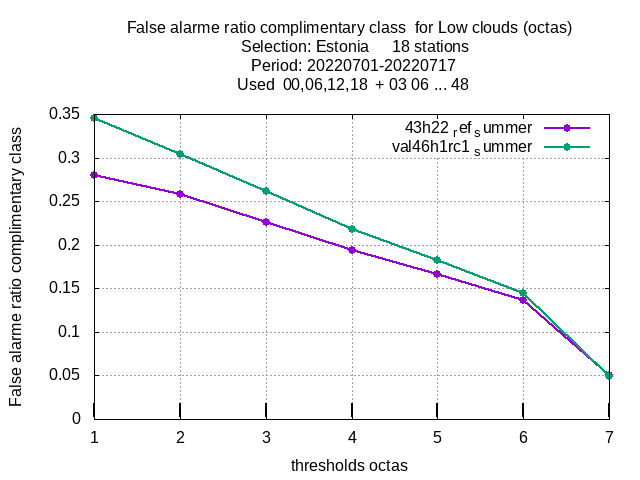 False alarme ratio complimentary class  for Low clouds (octas)
Selection: Estonia     18 stations
Period: 20220701-20220717
Used  00,06,12,18  + 03 06 ... 48
43h22 ref summer
val46h1rc1 summer
False alarme ratio complimentary class
0.35
0.3
0.25
0.2
0.15
0.1
0.05
0
1 2 3 4 5 6 7
thresholds octas